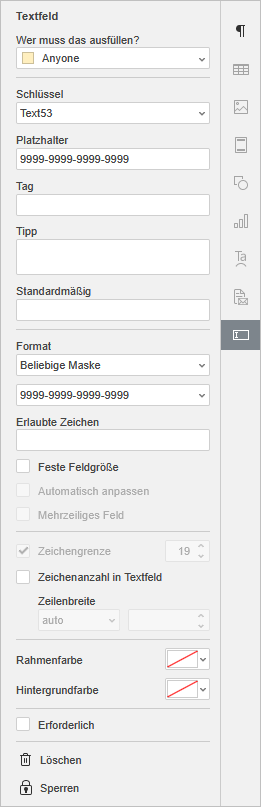 Textfeld
Wer muss das ausfüllen?
Anyone
Schlüssel
Text53
Platzhalter
9999-9999-9999-9999
Tag
Tipp
Standardmäßig
Format
Beliebige Maske
9999-9999-9999-9999
Erlaubte Zeichen
Feste Feldgröße
Automatisch anpassen
Mehrzeiliges Feld
Zeichengrenze 19
Zeichenanzahl in Textfeld
Zeilenbreite
auto
Rahmenfarbe
Hintergrundfarbe
Erforderlich
Löschen
Sperren
Ta